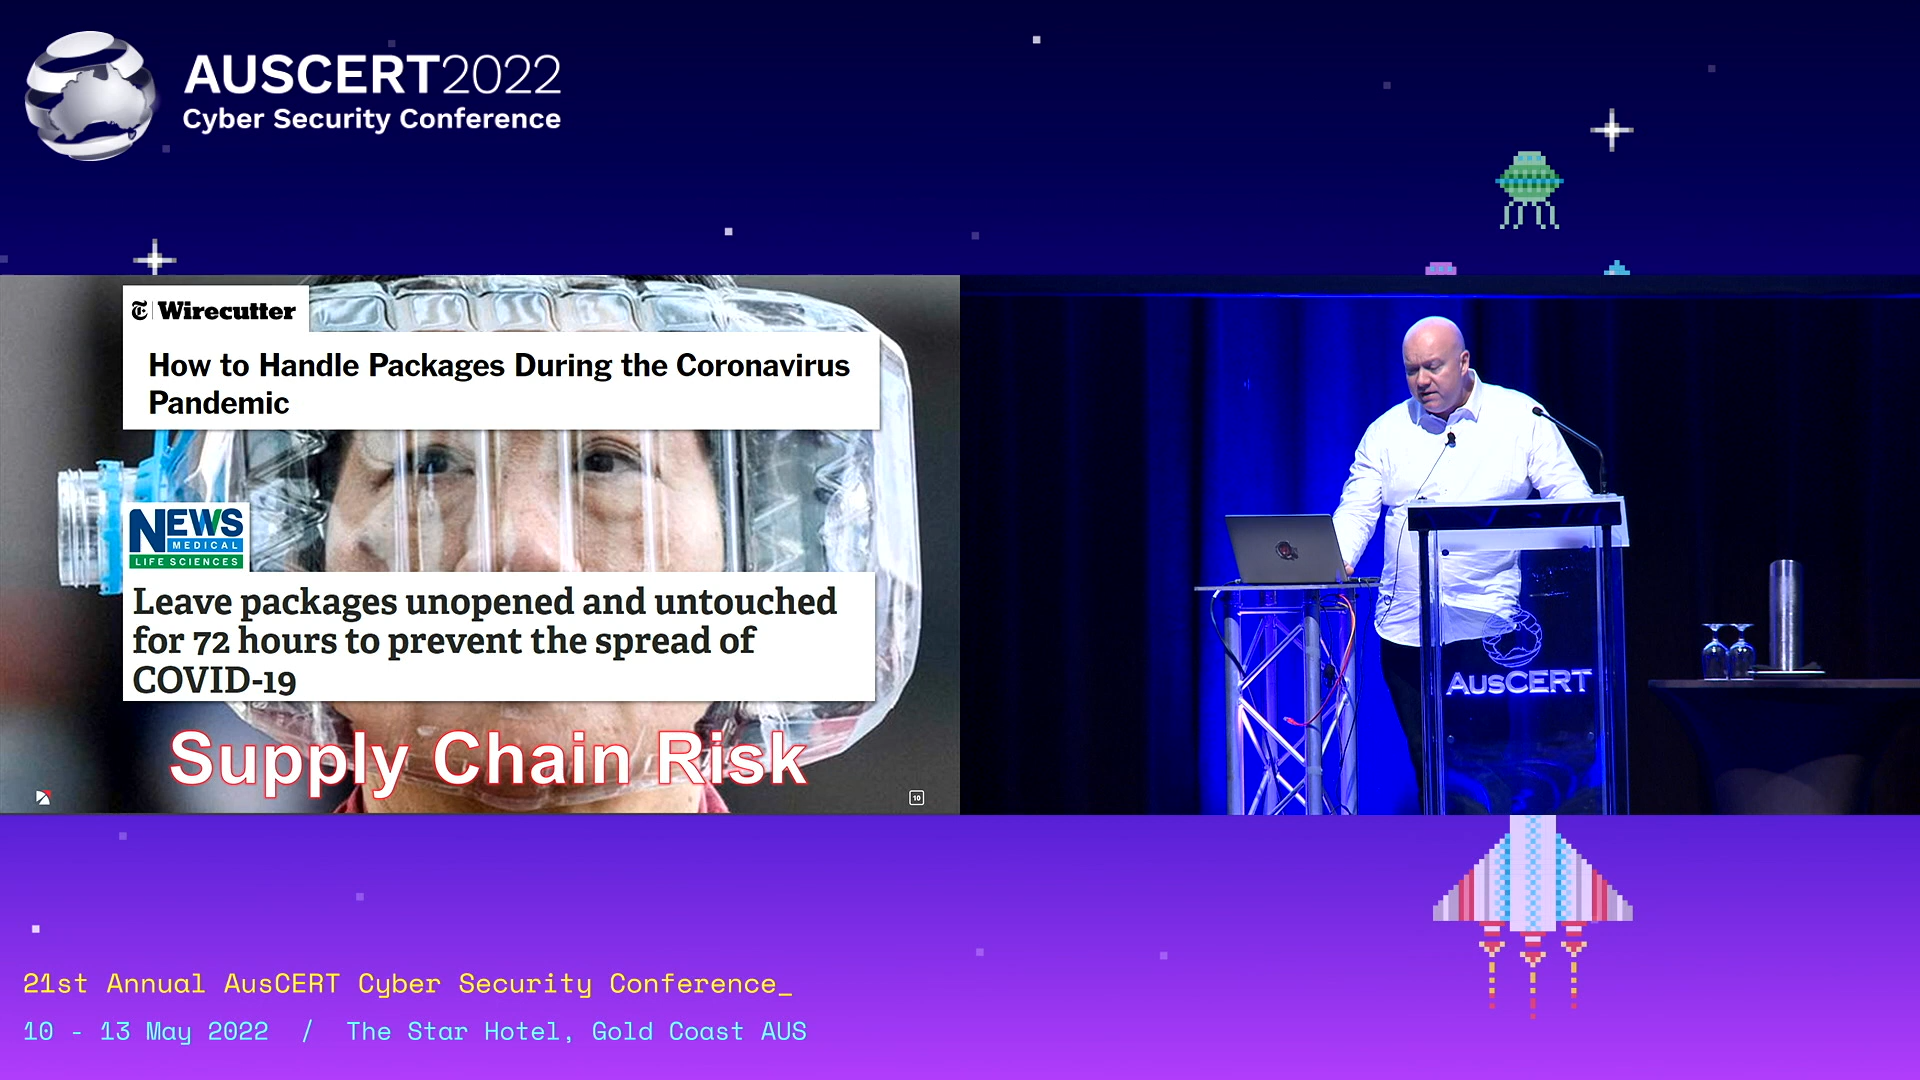 AUSCERT2022
Cyber Security Conference
Wirecutter
How to Handle Packages During the Coronavirus
Pandemic
NEWS
MEDICAL
LIFE SCIENCES
Leave packages unopened and untouched
for 72 hours to prevent the spread of
COVID-19
Supply Chain Risk
10
AUSCERT
21st Annual AusCERT Cyber Security Conference_
10 - 13 May 2022 / The Star Hotel, Gold Coast AUS